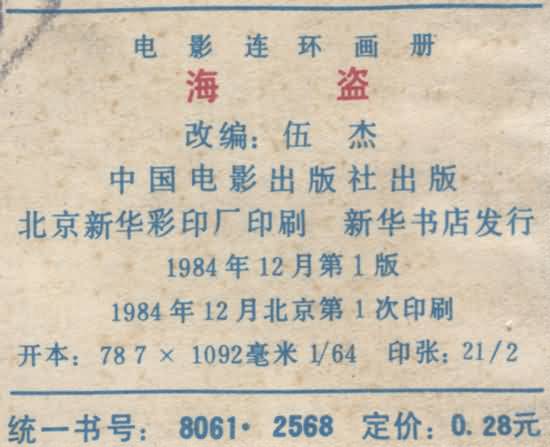 电影连环画册
海盗
改编：伍杰
中国电影出版社出版
北京新华彩印厂印刷 新华书店发行
1984年12月第1版
1984年12月北京第1次印刷
开本：787×1092毫米1/64 印张：21/2
统一书号：8061·2568 定价：0.28元